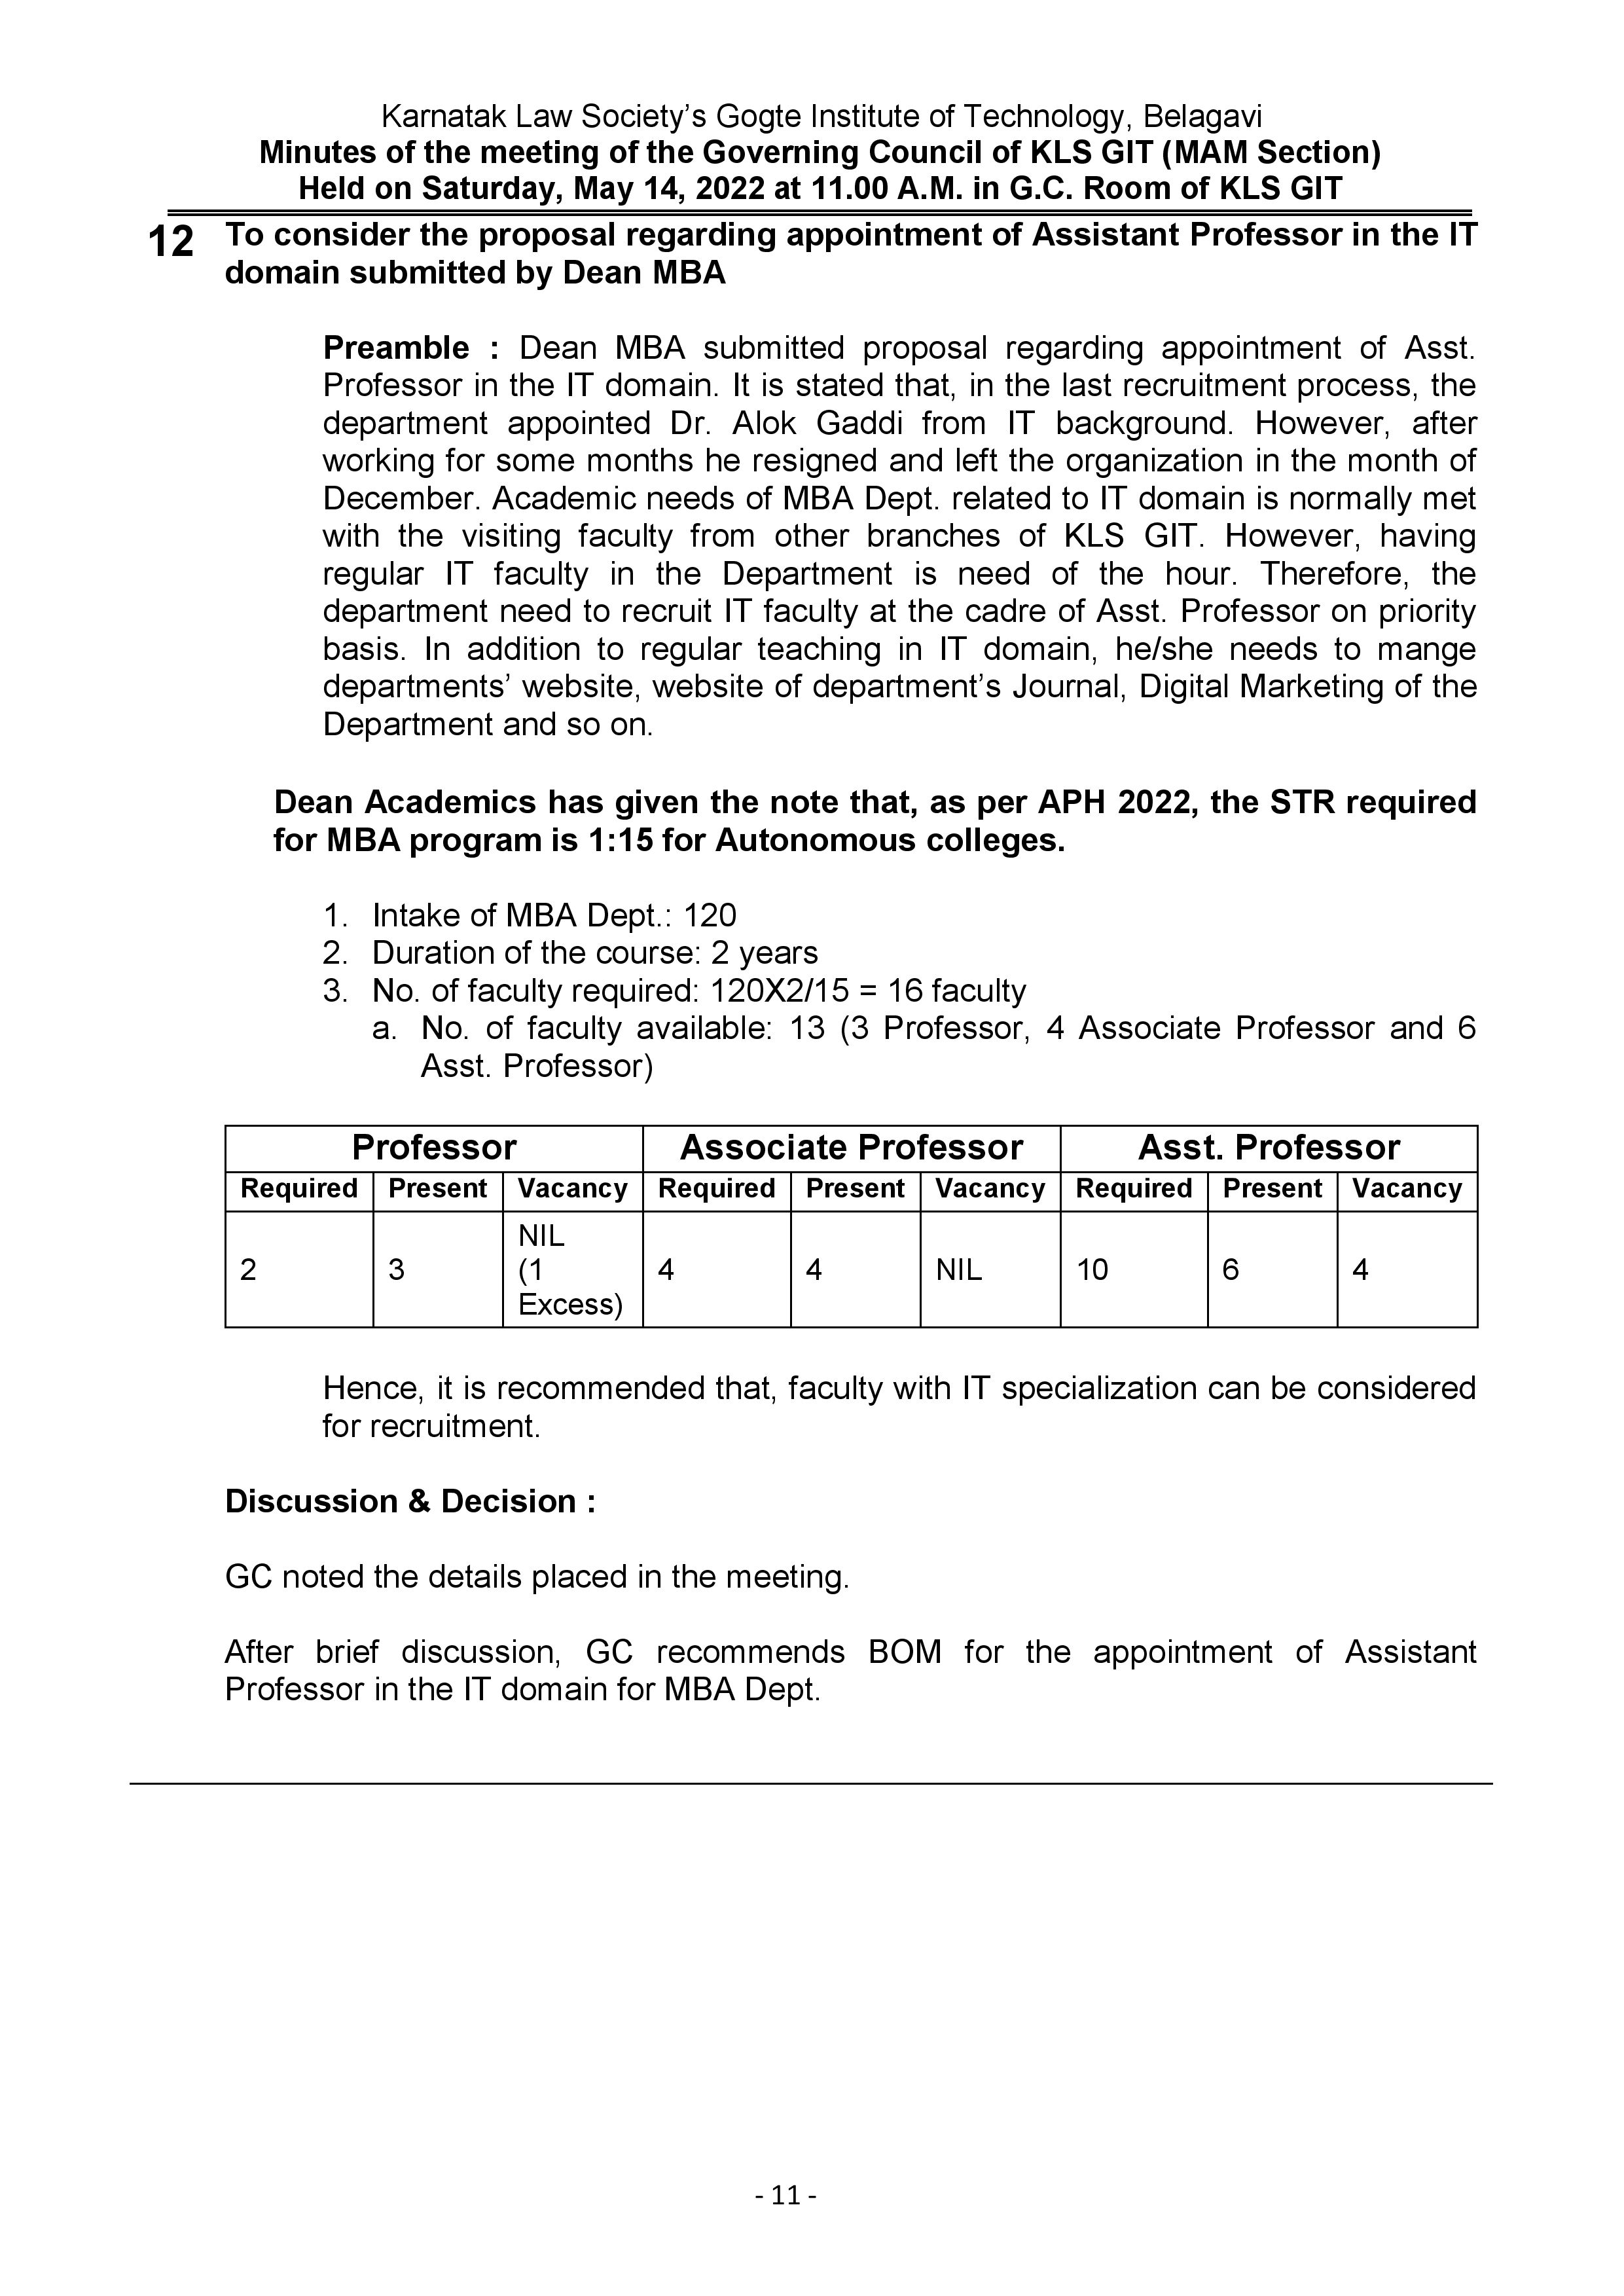 Karnatak Law Society’s Gogte Institute of Technology, Belagavi
Minutes of the meeting of the Governing Council of KLS GIT (MAM Section)
Held on Saturday, May 14, 2022 at 11.00 A.M. in G.C. Room of KLS GIT
12 To consider the proposal regarding appointment of Assistant Professor in the IT
domain submitted by Dean MBA
Preamble : Dean MBA submitted proposal regarding appointment of Asst.
Professor in the IT domain. It is stated that, in the last recruitment process, the
department appointed Dr. Alok Gaddi from IT background. However, after
working for some months he resigned and left the organization in the month of
December. Academic needs of MBA Dept. related to IT domain is normally met
with the visiting faculty from other branches of KLS GIT. However, having
regular IT faculty in the Department is need of the hour. Therefore, the
department need to recruit IT faculty at the cadre of Asst. Professor on priority
basis. In addition to regular teaching in IT domain, he/she needs to mange
departments’ website, website of department’s Journal, Digital Marketing of the
Department and so on.
Dean Academics has given the note that, as per APH 2022, the STR required
for MBA program is 1:15 for Autonomous colleges.
1. Intake of MBA Dept.: 120
2. Duration of the course: 2 years
3. No. of faculty required: 120X2/15 = 16 faculty
a. No. of faculty available: 13 (3 Professor, 4 Associate Professor and 6
Asst. Professor)
Professor Associate Professor Asst. Professor
Required Present Vacancy Required Present Vacancy Required Present Vacancy
2 3 NIL
(1
Excess) 4 4 NIL 10 6 4
Hence, it is recommended that, faculty with IT specialization can be considered
for recruitment.
Discussion & Decision :
GC noted the details placed in the meeting.
After brief discussion, GC recommends BOM for the appointment of Assistant
Professor in the IT domain for MBA Dept.
- 11 -